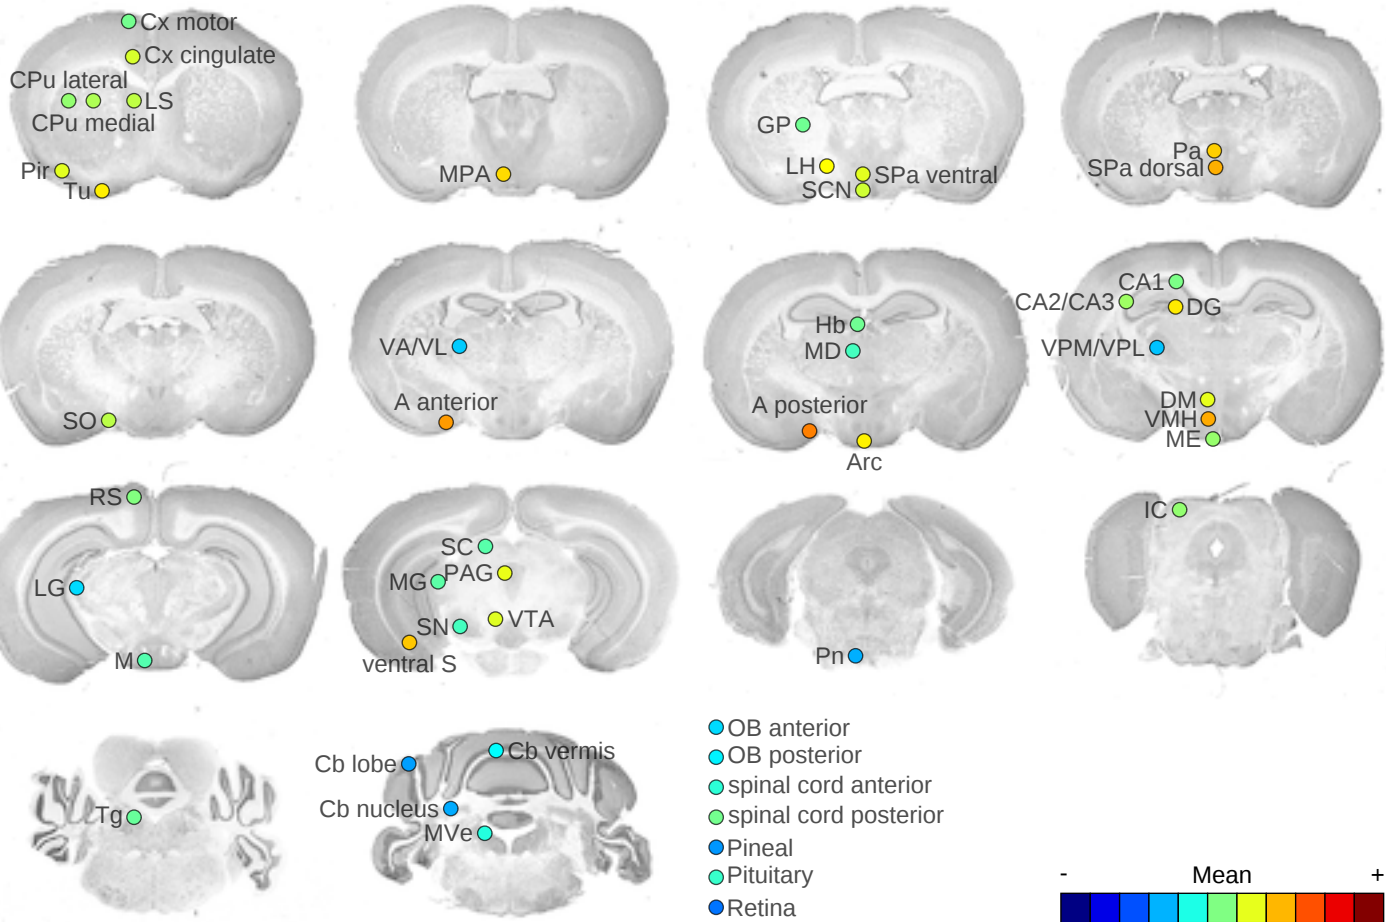 Cx motor
Cx cingulate
CPu lateral
LS
CPu medial
Pir
Tu
MPA
GP
LH
SPa ventral
SCN
Pa
SPa dorsal
SO
VA/VL
A anterior
Hb
MD
A posterior
Arc
CA1
CA2/CA3
DG
VPM/VPL
DM
VMH
ME
RS
LG
M
SC
MG
PAG
SN
VTA
ventral S
Pn
IC
Tg
Cb lobe
Cb vermis
Cb nucleus
MVe
OB anterior
OB posterior
spinal cord anterior
spinal cord posterior
Pineal
Pituitary
Retina
- Mean +